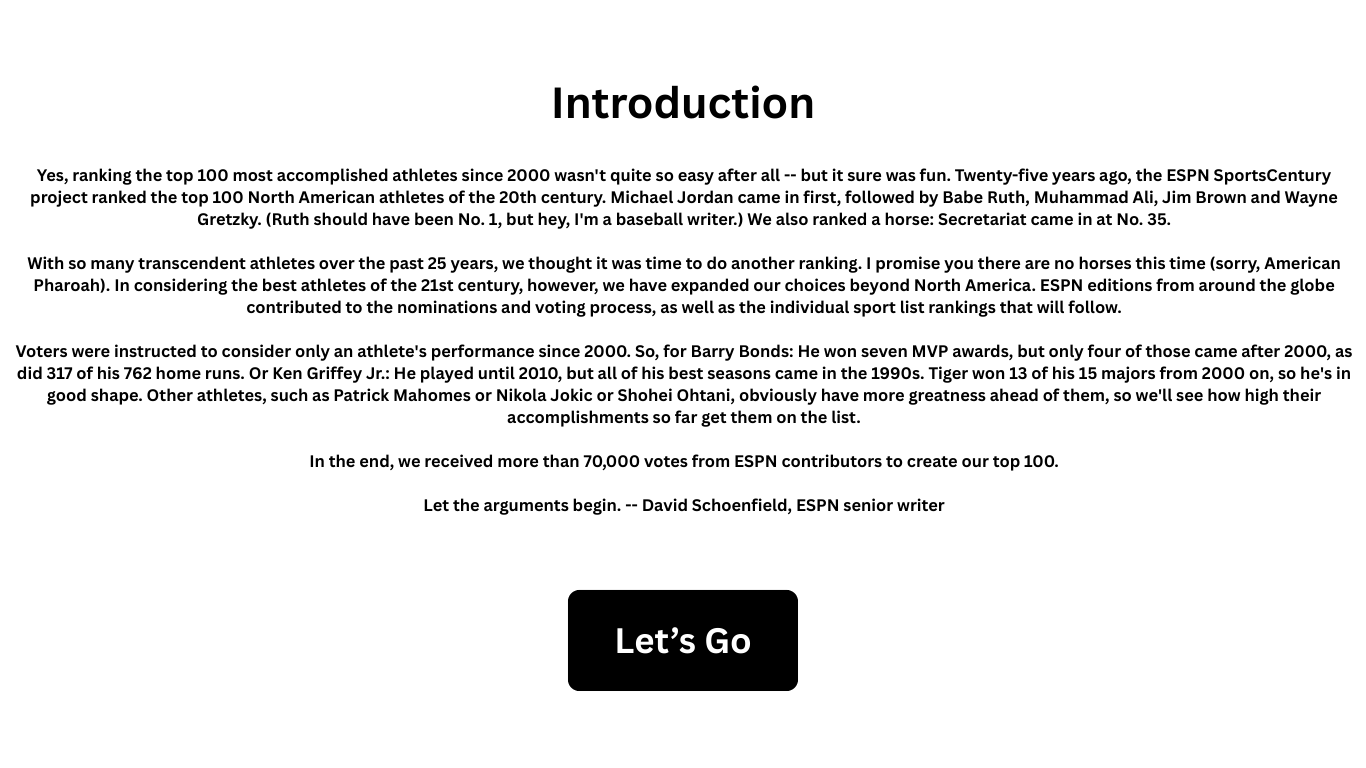 Introduction
Yes, ranking the top 100 most accomplished athletes since 2000 wasn't quite so easy after all -- but it sure was fun. Twenty-five years ago, the ESPN SportsCentury
project ranked the top 100 North American athletes of the 20th century. Michael Jordan came in first, followed by Babe Ruth, Muhammad Ali, Jim Brown and Wayne
Gretzky. (Ruth should have been No. 1, but hey, I'm a baseball writer.) We also ranked a horse: Secretariat came in at No. 35.
With so many transcendent athletes over the past 25 years, we thought it was time to do another ranking. I promise you there are no horses this time (sorry, American
Pharoah). In considering the best athletes of the 21st century, however, we have expanded our choices beyond North America. ESPN editions from around the globe
contributed to the nominations and voting process, as well as the individual sport list rankings that will follow.
Voters were instructed to consider only an athlete's performance since 2000. So, for Barry Bonds: He won seven MVP awards, but only four of those came after 2000, as
did 317 of his 762 home runs. Or Ken Griffey Jr.: He played until 2010, but all of his best seasons came in the 1990s. Tiger won 13 of his 15 majors from 2000 on, so he's in
good shape. Other athletes, such as Patrick Mahomes or Nikola Jokic or Shohei Ohtani, obviously have more greatness ahead of them, so we'll see how high their
accomplishments so far get them on the list.
In the end, we received more than 70,000 votes from ESPN contributors to create our top 100.
Let the arguments begin. -- David Schoenfield, ESPN senior writer
Let’s Go